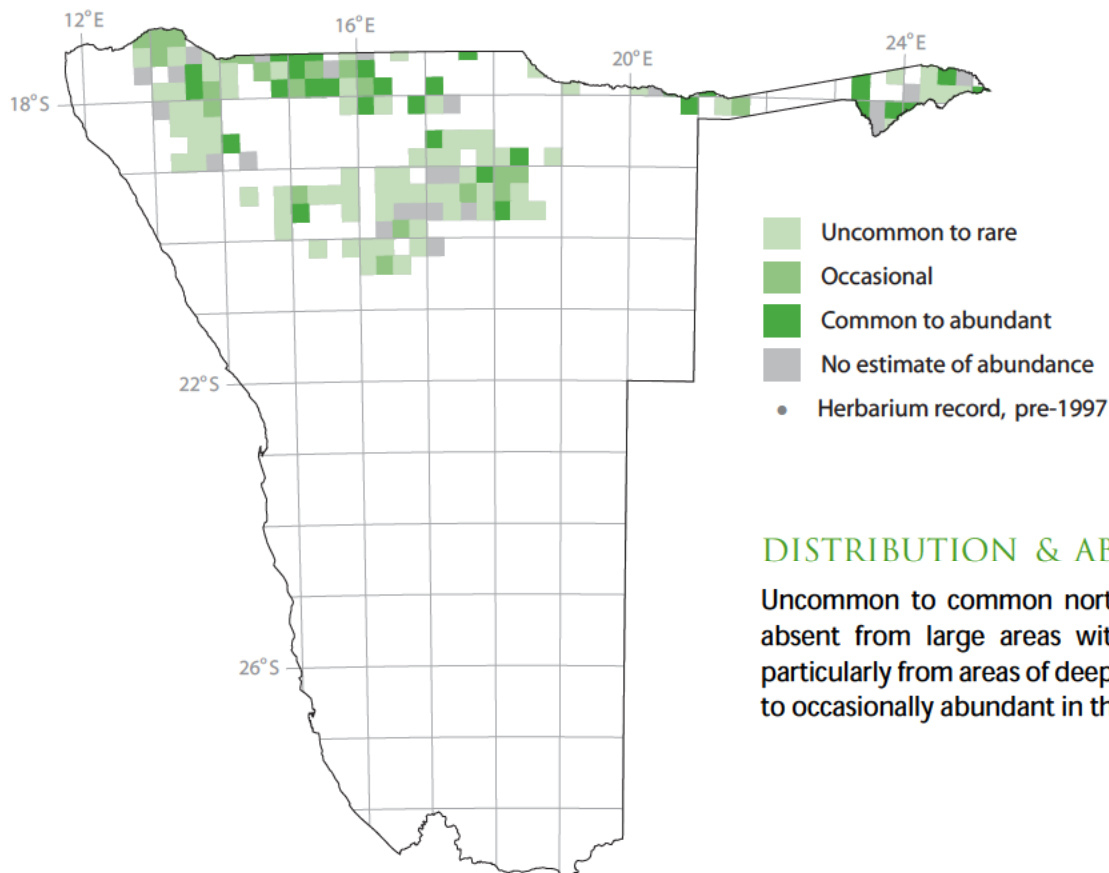 12°E
16°E
20°E
24°E
18°S
22°S
26°S
Uncommon to rare
Occasional
Common to abundant
No estimate of abundance
Herbarium record, pre-1997
DISTRIBUTION & AB
Uncommon to common nort
absent from large areas wit
particularly from areas of deep
to occasionally abundant in th